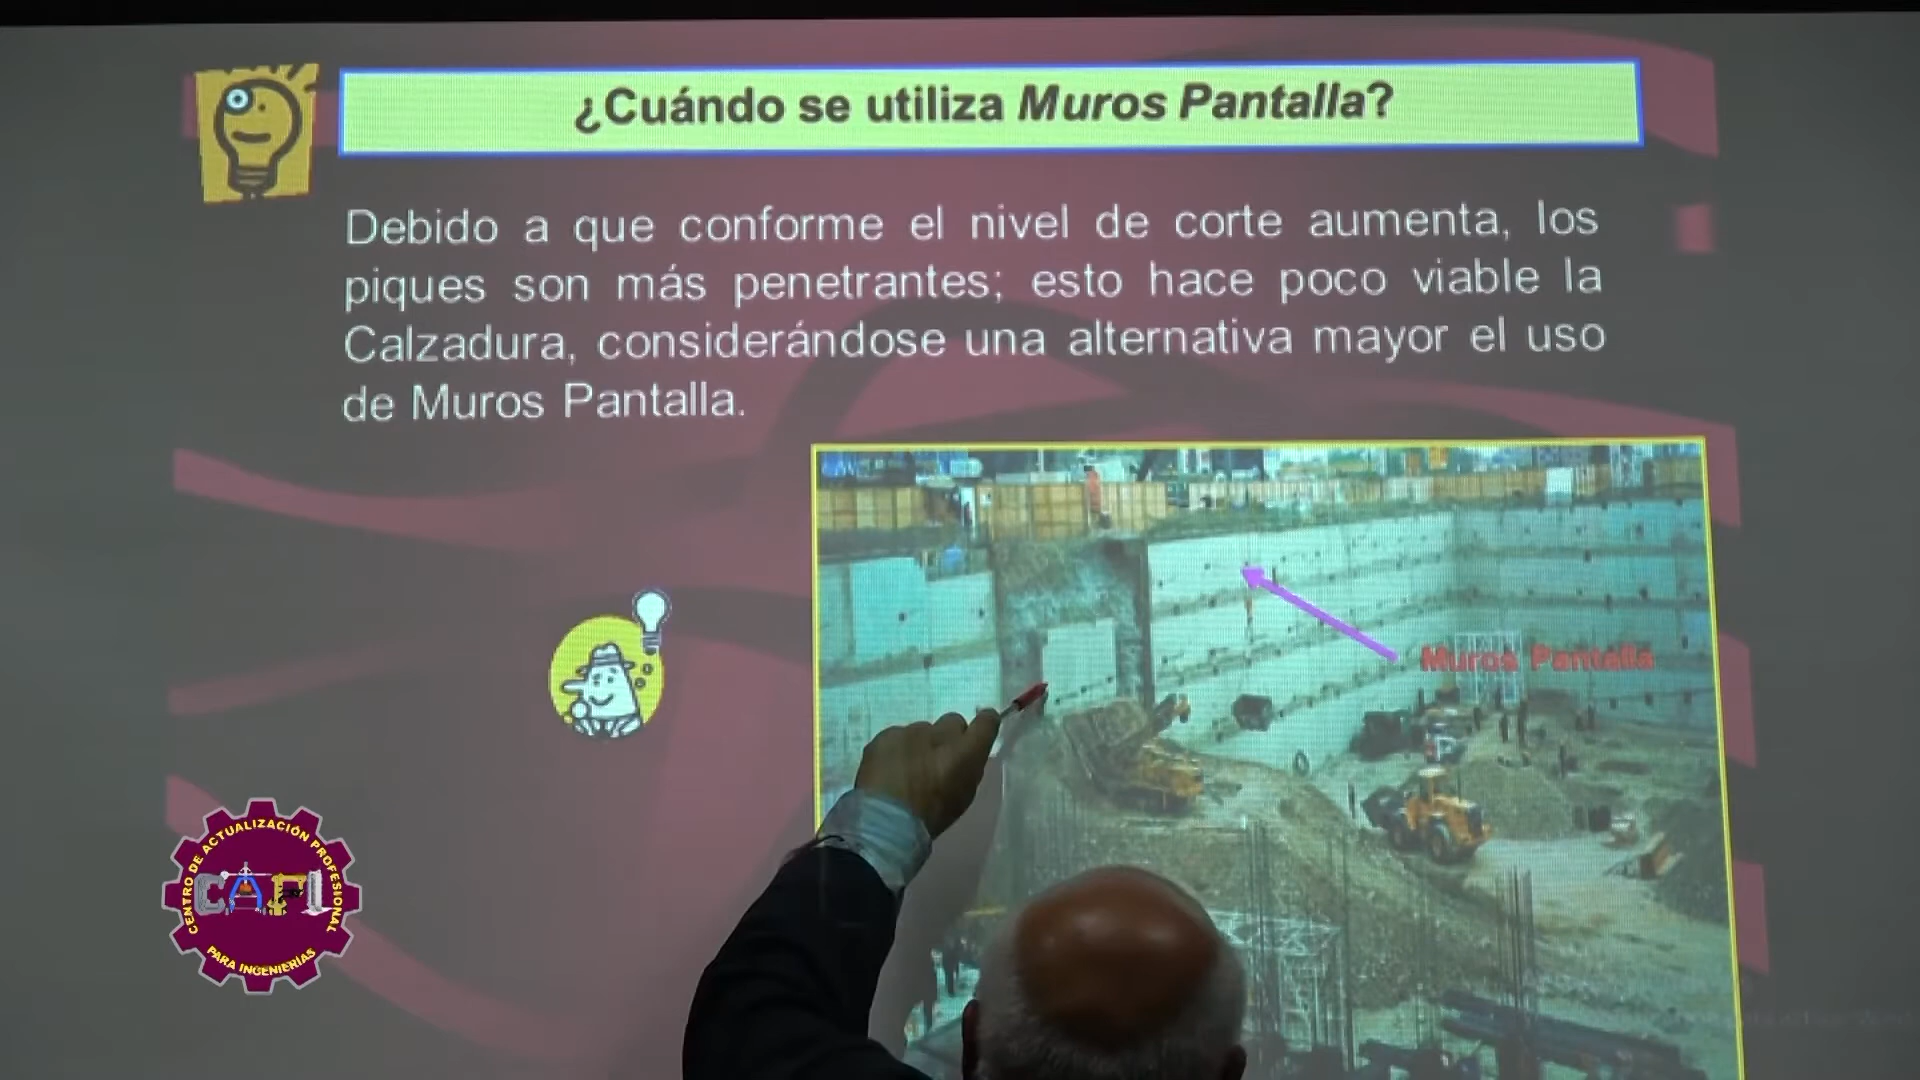 ¿Cuándo se utiliza Muros Pantalla?
Debido a que conforme el nivel de corte aumenta, los
piques son más penetrantes; esto hace poco viable la
Calzadura, considerándose una alternativa mayor el uso
de Muros Pantalla.
Muros Pantalla
CENTRO DE ACTUALIZACIÓN PROFESIONAL
CAPI
PARA INGENIERÍAS